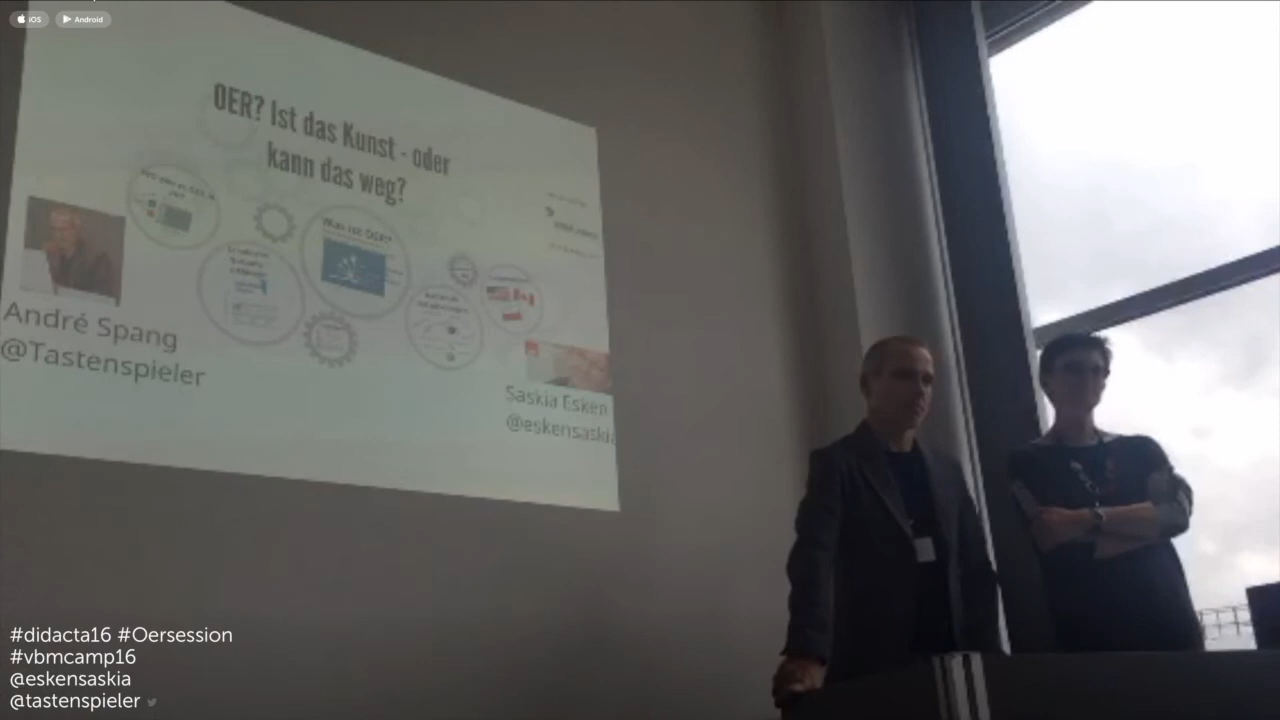 iOS
Android
OER? Ist das Kunst - oder
kann das weg?
Was ist OER?
André Spang
@Tastenspieler
Saskia Esken
@eskensaskia
#didacta16 #Oersession
#vbmcamp16
@eskensaskia
@tastenspieler